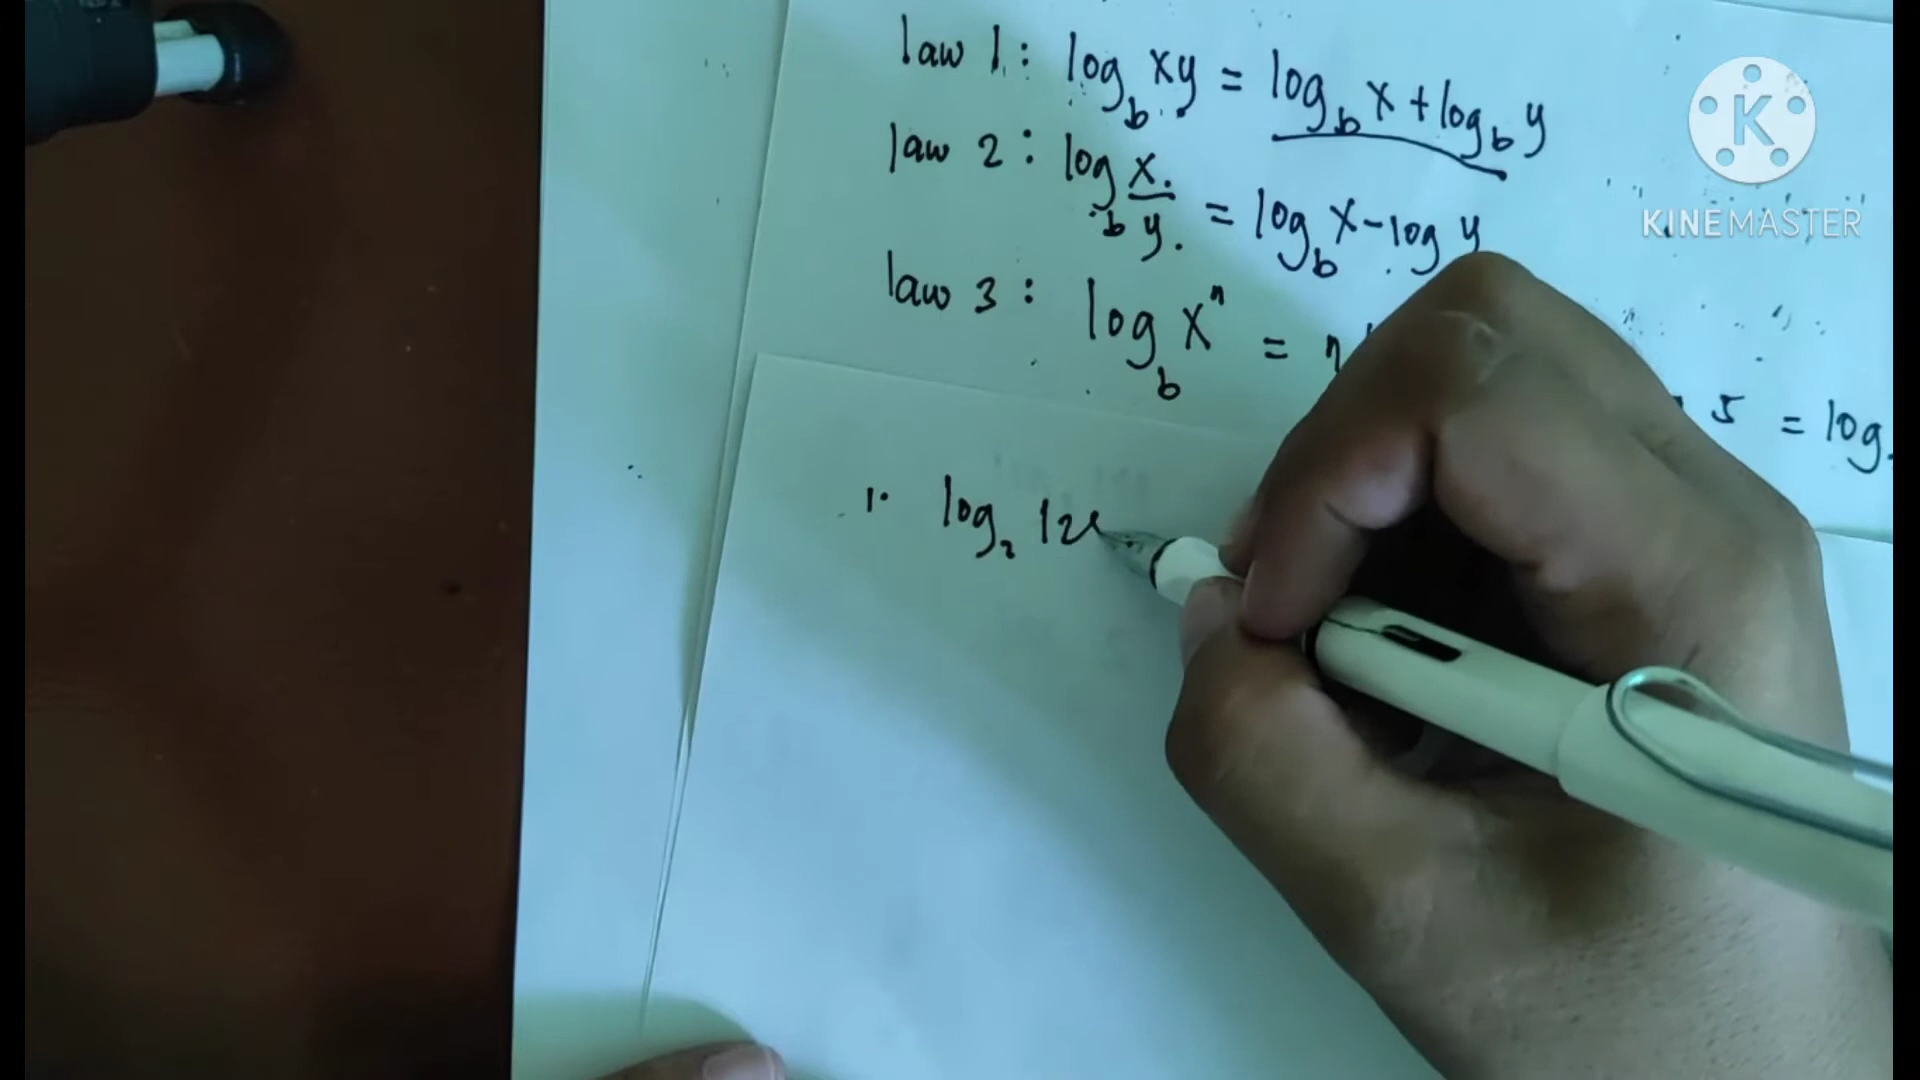 law 1: log_b xy = log_b x + log_b y
law 2: log_b x/y = log_b x - log y
law 3: log_b x^n = n
5 = log
1. log_2 12
K
KINEMASTER